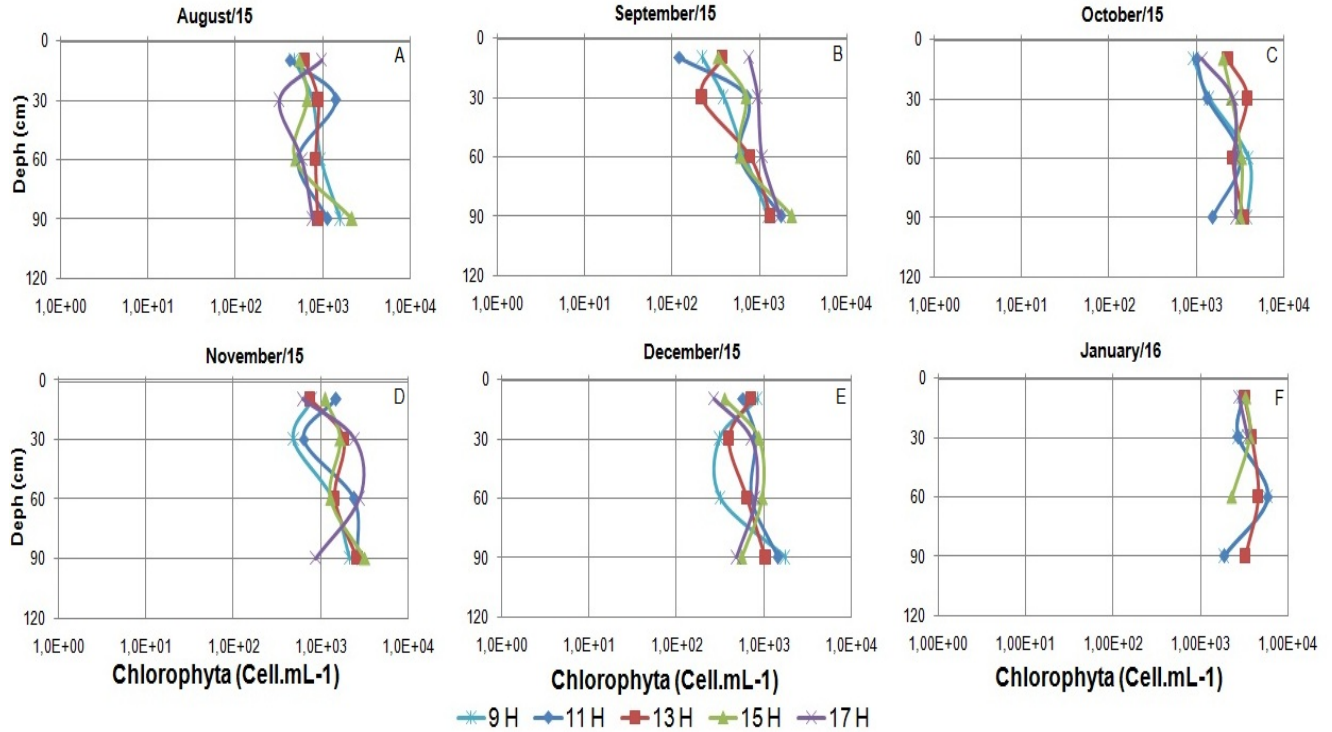 August/15
September/15
October/15
0
30
60
90
120
Deph (cm)
A
1,0E+00 1,0E+01 1,0E+02 1,0E+03 1,0E+04
0
30
60
90
120
B
1,0E+00 1,0E+01 1,0E+02 1,0E+03 1,0E+04
0
30
60
90
120
C
1,0E+00 1,0E+01 1,0E+02 1,0E+03 1,0E+04
November/15
December/15
January/16
0
30
60
90
120
Deph (cm)
D
1,0E+00 1,0E+01 1,0E+02 1,0E+03 1,0E+04
Chlorophyta (Cell.mL-1)
0
30
60
90
120
E
1,0E+00 1,0E+01 1,0E+02 1,0E+03 1,0E+04
Chlorophyta (Cell.mL-1)
0
30
60
90
120
F
1,0E+00 1,00E+01 1,00E+02 1,0E+03 1,00E+04
Chlorophyta (Cell.mL-1)
9 H 11 H 13 H 15 H 17 H